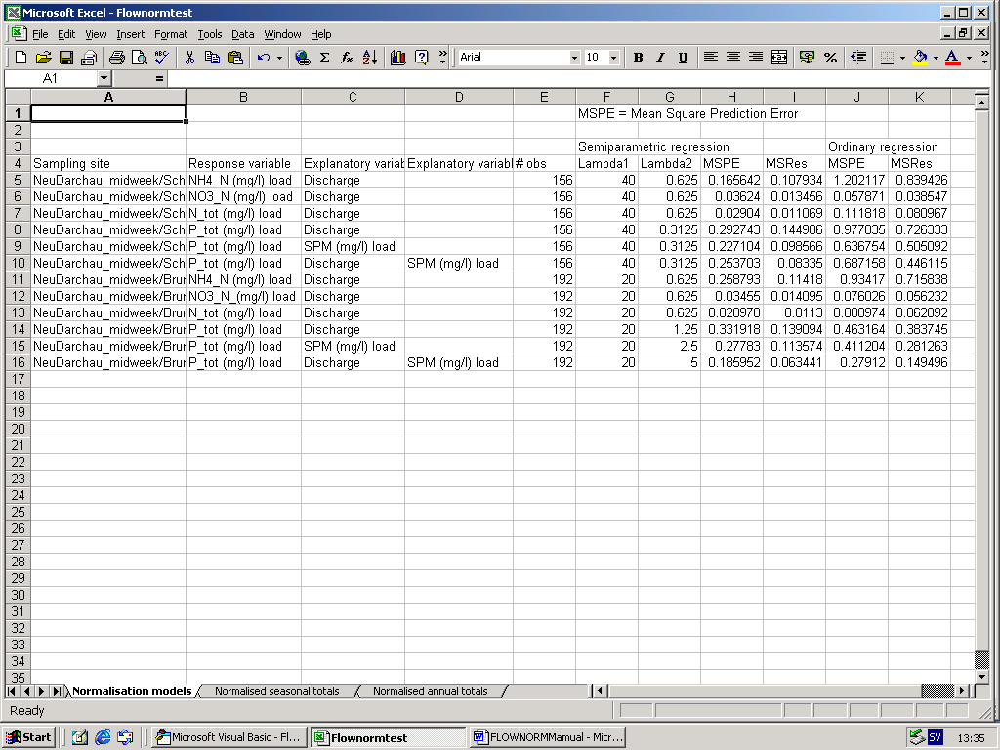 Microsoft Excel - Flownormtest
File Edit View Insert Format Tools Data Window Help
Arial 10 B I U
A1 =
A B C D E F G H I J K
1 MSPE = Mean Square Prediction Error
2
3 Semiparametric regression Ordinary regression
4 Sampling site Response variable Explanatory variab Explanatory variabl # obs Lambda1 Lambda2 MSPE MSRes MSPE MSRes
5 NeuDarchau_midweek/Sch NH4_N (mg/l) load Discharge 156 40 0.625 0.165642 0.107934 1.202117 0.839426
6 NeuDarchau_midweek/Sch NO3_N (mg/l) load Discharge 156 40 0.625 0.03624 0.013456 0.057871 0.038547
7 NeuDarchau_midweek/Sch N_tot (mg/l) load Discharge 156 40 0.625 0.02904 0.011069 0.111818 0.080967
8 NeuDarchau_midweek/Sch P_tot (mg/l) load Discharge 156 40 0.3125 0.292743 0.144986 0.977835 0.726333
9 NeuDarchau_midweek/Sch P_tot (mg/l) load SPM (mg/l) load 156 40 0.3125 0.227104 0.098566 0.636754 0.505092
10 NeuDarchau_midweek/Sch P_tot (mg/l) load Discharge SPM (mg/l) load 156 40 0.3125 0.253703 0.08335 0.687158 0.446115
11 NeuDarchau_midweek/Brur NH4_N (mg/l) load Discharge 192 20 0.625 0.258793 0.11418 0.93417 0.715838
12 NeuDarchau_midweek/Brur NO3_N_(mg/l) load Discharge 192 20 0.625 0.03455 0.014095 0.076026 0.056232
13 NeuDarchau_midweek/Brur N_tot (mg/l) load Discharge 192 20 0.625 0.028978 0.0113 0.080974 0.062092
14 NeuDarchau_midweek/Brur P_tot (mg/l) load Discharge 192 20 1.25 0.331918 0.139094 0.463164 0.383745
15 NeuDarchau_midweek/Brur P_tot (mg/l) load SPM (mg/l) load 192 20 2.5 0.27783 0.113574 0.411204 0.281263
16 NeuDarchau_midweek/Brur P_tot (mg/l) load Discharge SPM (mg/l) load 192 20 5 0.185952 0.063441 0.27912 0.149496
17
18
19
20
21
22
23
24
25
26
27
28
29
30
31
32
33
34
35
Normalisation models Normalised seasonal totals Normalised annual totals
Ready
Start Microsoft Visual Basic - Fl... Flownormtest FLOWNORMMamual - Micr... SV 13:35